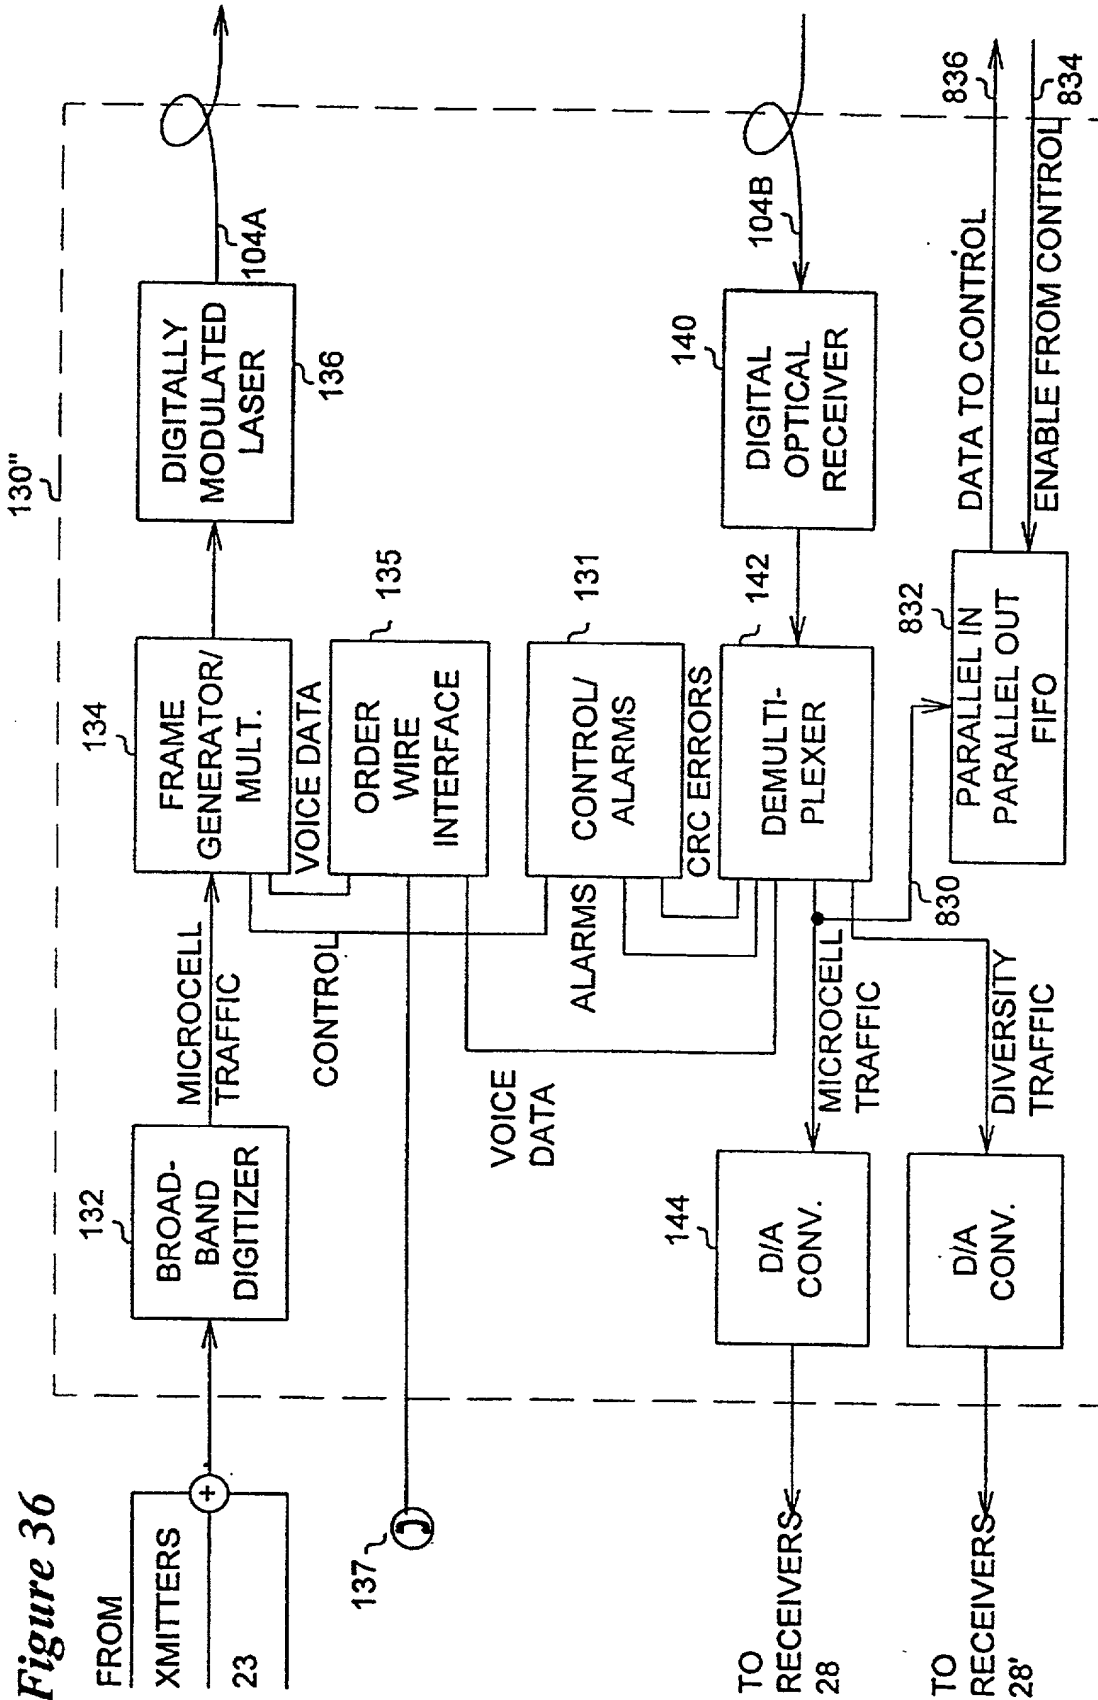 Figure 36
130"
FROM
XMITTERS
23
132
BROAD-
BAND
DIGITIZER
MICROCELL
TRAFFIC
134
FRAME
GENERATOR/
MULT.
DIGITALLY
MODULATED
LASER
136
104A
VOICE DATA
CONTROL
137
135
ORDER
WIRE
INTERFACE
VOICE
DATA
131
CONTROL/
ALARMS
ALARMS
CRC ERRORS
142
DEMULTI-
PLEXER
140
DIGITAL
OPTICAL
RECEIVER
104B
MICROCELL
TRAFFIC
144
D/A
CONV.
TO
RECEIVERS
28
DIVERSITY
TRAFFIC
D/A
CONV.
TO
RECEIVERS
28'
830
832
PARALLEL IN
PARALLEL OUT
FIFO
DATA TO CONTROL
836
ENABLE FROM CONTROL
834